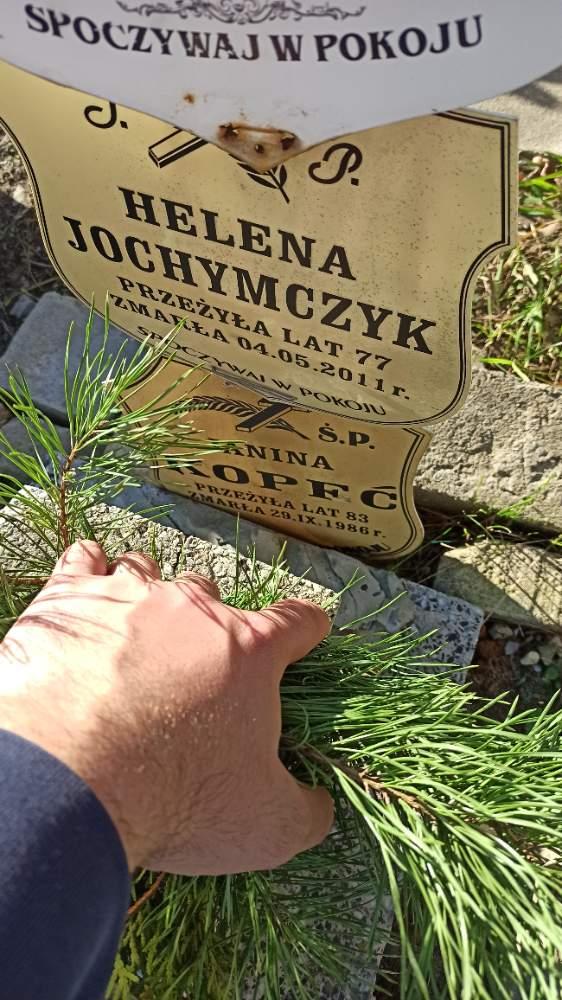 SPOCZYWAJ W POKOJU
Ś. P.
HELENA
JOCHYMCZYK
PRZEŻYŁA LAT 77
ZMARŁA 04.05.2011 r.
SPOCZYWAJ W POKOJU
Ś.P.
JANINA
KOPEĆ
PRZEŻYŁA LAT 83
ZMARŁA 29.IX.1986 r.